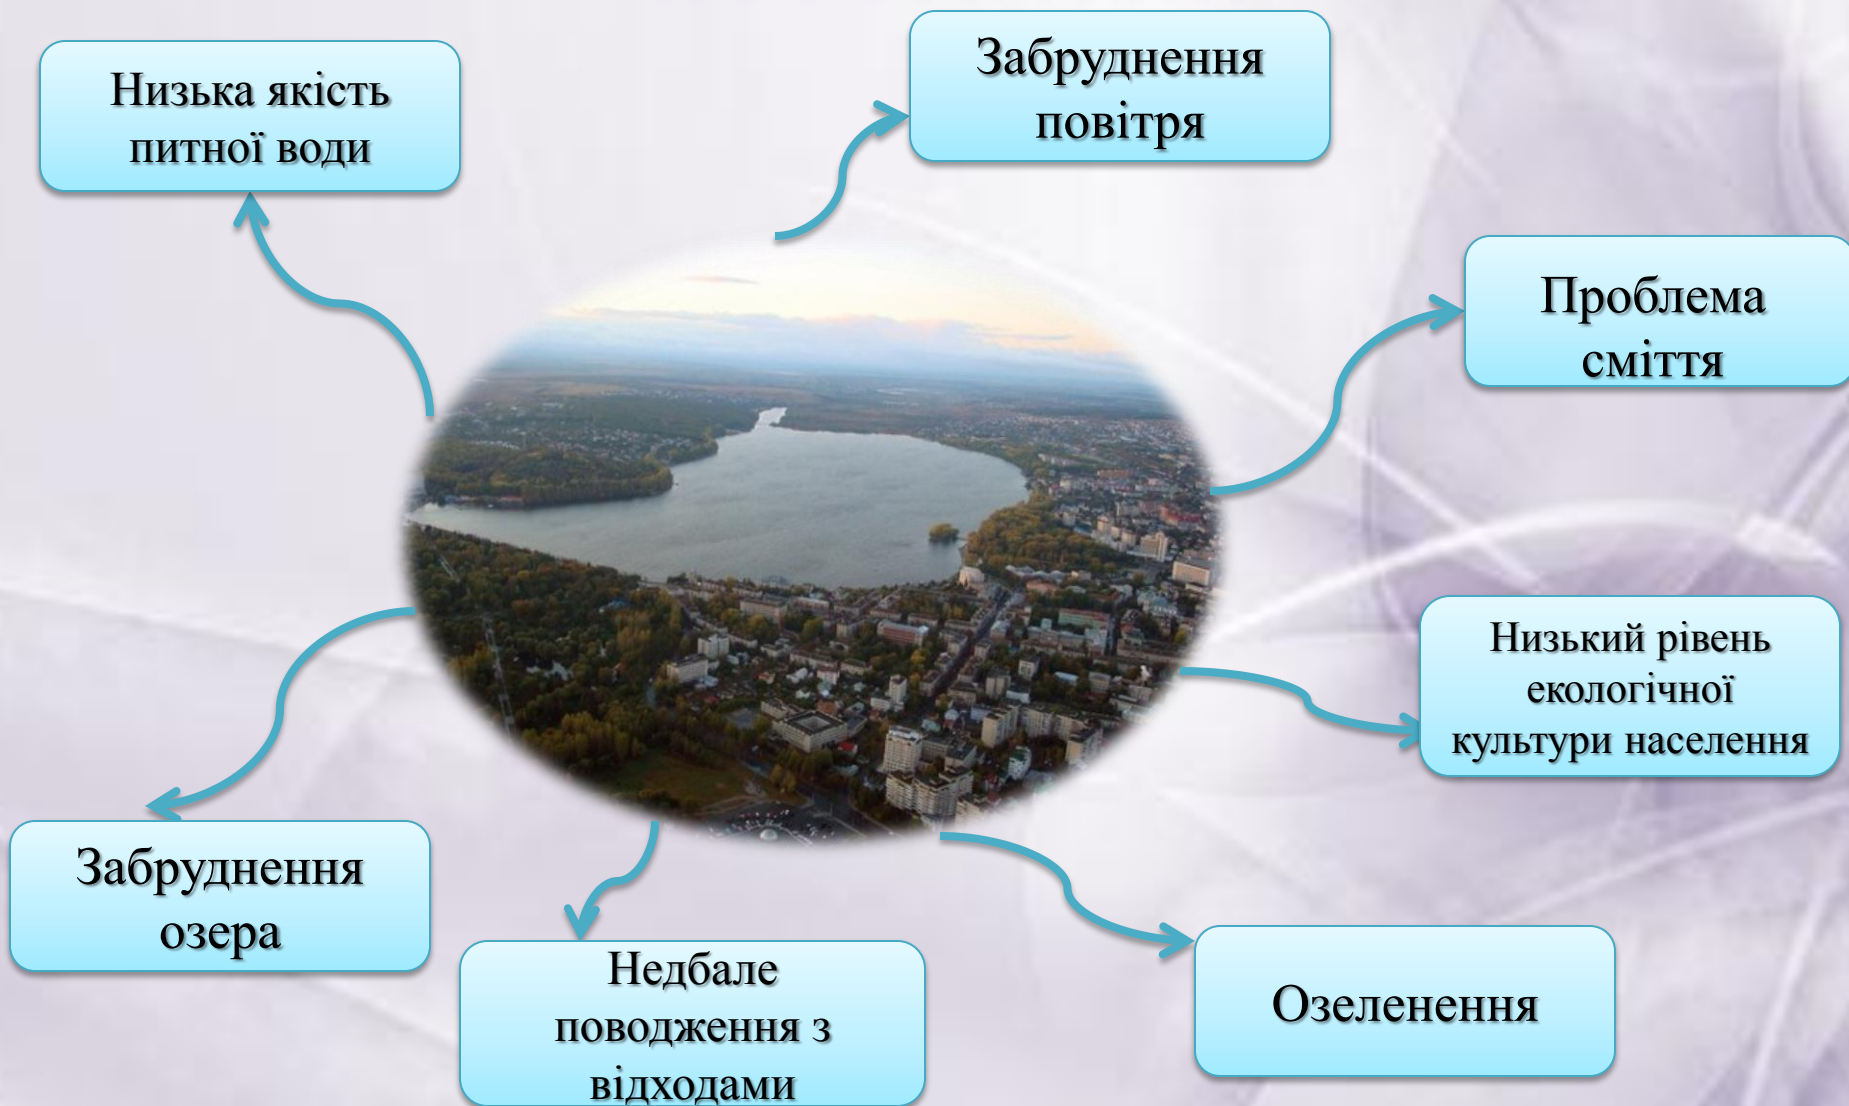 Низька якість
питної води
Забруднення
повітря
Проблема
сміття
Низький рівень
екологічної
культури населення
Забруднення
озера
Недбале
поводження з
відходами
Озеленення